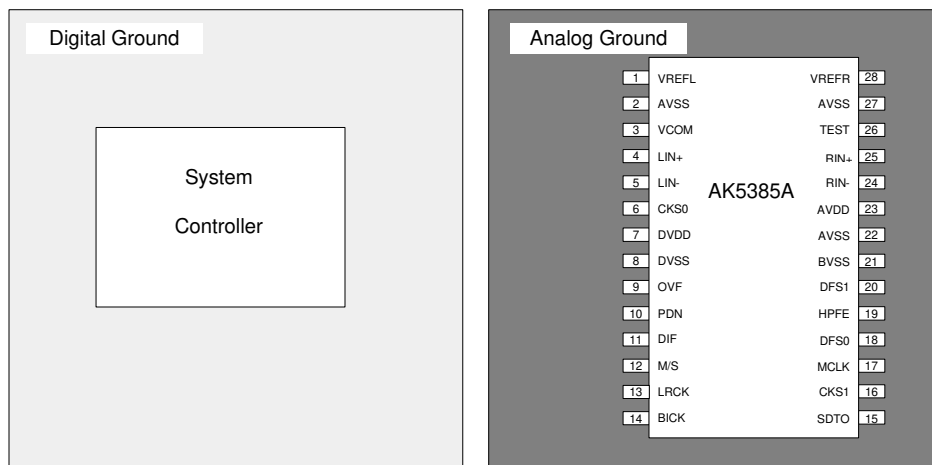 Digital Ground
System
Controller
Analog Ground
AK5385A
1 VREFL
2 AVSS
3 VCOM
4 LIN+
5 LIN-
6 CKS0
7 DVDD
8 DVSS
9 OVF
10 PDN
11 DIF
12 M/S
13 LRCK
14 BICK
VREFR 28
AVSS 27
TEST 26
RIN+ 25
RIN- 24
AVDD 23
AVSS 22
BVSS 21
DFS1 20
HPFE 19
DFS0 18
MCLK 17
CKS1 16
SDTO 15